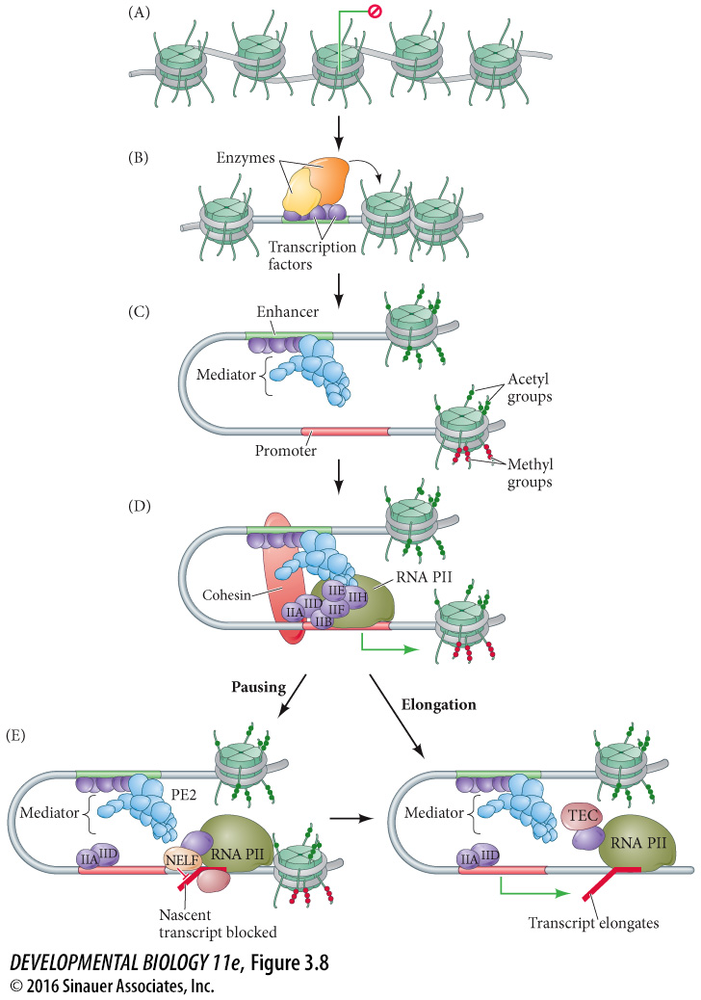 (A)
(B)
Enzymes
Transcription
factors
(C)
Enhancer
Mediator
Promoter
Acetyl
groups
Methyl
groups
(D)
Cohesin
RNA PII
IIE
IIH
IID
IIF
IIA
IIB
Pausing
Elongation
(E)
PE2
Mediator
IIA
IID
NELF
RNA PII
Nascent
transcript blocked
Mediator
TEC
RNA PII
IIA
IID
Transcript elongates
DEVELOPMENTAL BIOLOGY 11e, Figure 3.8
© 2016 Sinauer Associates, Inc.